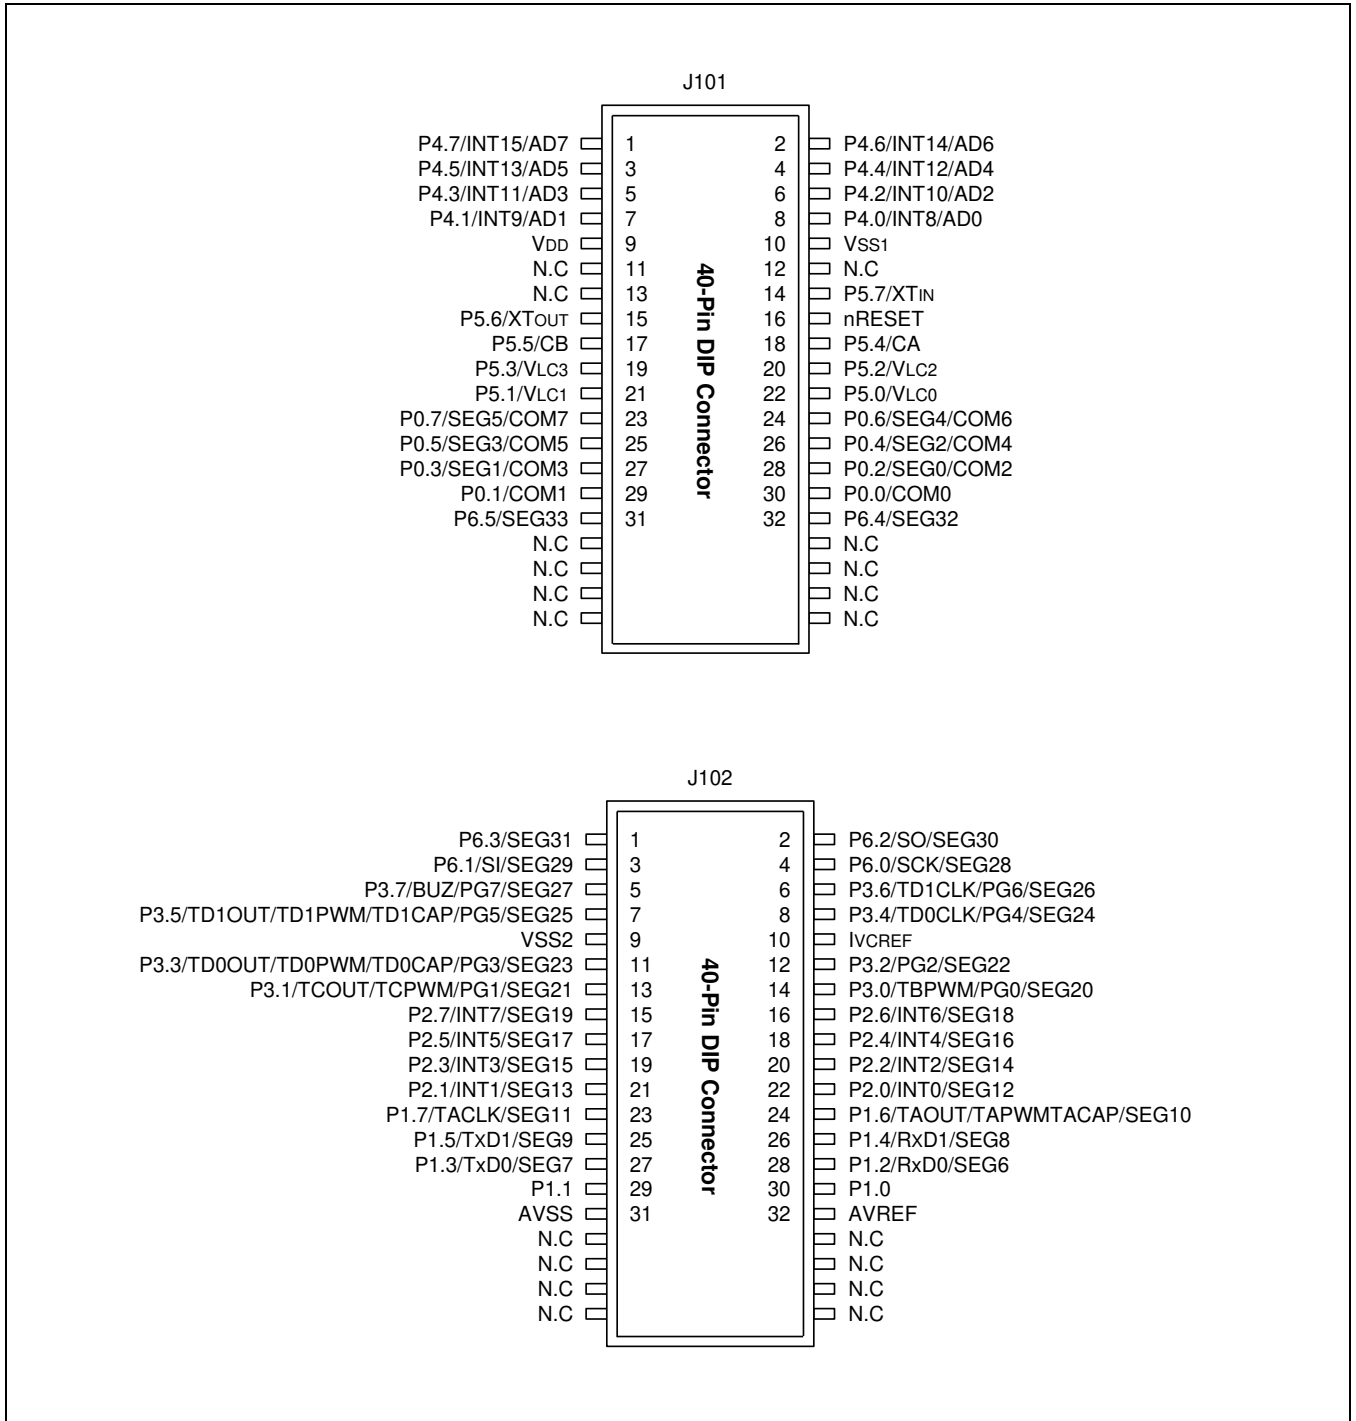 J101
P4.7/INT15/AD7 1 2 P4.6/INT14/AD6
P4.5/INT13/AD5 3 4 P4.4/INT12/AD4
P4.3/INT11/AD3 5 6 P4.2/INT10/AD2
P4.1/INT9/AD1 7 8 P4.0/INT8/AD0
VDD 9 10 VSS1
N.C 11 12 N.C
N.C 13 14 P5.7/XTIN
P5.6/XTOUT 15 16 nRESET
P5.5/CB 17 18 P5.4/CA
P5.3/VLC3 19 20 P5.2/VLC2
P5.1/VLC1 21 22 P5.0/VLC0
P0.7/SEG5/COM7 23 24 P0.6/SEG4/COM6
P0.5/SEG3/COM5 25 26 P0.4/SEG2/COM4
P0.3/SEG1/COM3 27 28 P0.2/SEG0/COM2
P0.1/COM1 29 30 P0.0/COM0
P6.5/SEG33 31 32 P6.4/SEG32
N.C N.C
N.C N.C
N.C N.C
N.C N.C
40-Pin DIP Connector
J102
P6.3/SEG31 1 2 P6.2/SO/SEG30
P6.1/SI/SEG29 3 4 P6.0/SCK/SEG28
P3.7/BUZ/PG7/SEG27 5 6 P3.6/TD1CLK/PG6/SEG26
P3.5/TD1OUT/TD1PWM/TD1CAP/PG5/SEG25 7 8 P3.4/TD0CLK/PG4/SEG24
VSS2 9 10 IVCREF
P3.3/TD0OUT/TD0PWM/TD0CAP/PG3/SEG23 11 12 P3.2/PG2/SEG22
P3.1/TCOUT/TCPWM/PG1/SEG21 13 14 P3.0/TBPWM/PG0/SEG20
P2.7/INT7/SEG19 15 16 P2.6/INT6/SEG18
P2.5/INT5/SEG17 17 18 P2.4/INT4/SEG16
P2.3/INT3/SEG15 19 20 P2.2/INT2/SEG14
P2.1/INT1/SEG13 21 22 P2.0/INT0/SEG12
P1.7/TACLK/SEG11 23 24 P1.6/TAOUT/TAPWMTACAP/SEG10
P1.5/TxD1/SEG9 25 26 P1.4/RxD1/SEG8
P1.3/TxD0/SEG7 27 28 P1.2/RxD0/SEG6
P1.1 29 30 P1.0
AVSS 31 32 AVREF
N.C N.C
N.C N.C
N.C N.C
N.C N.C
40-Pin DIP Connector